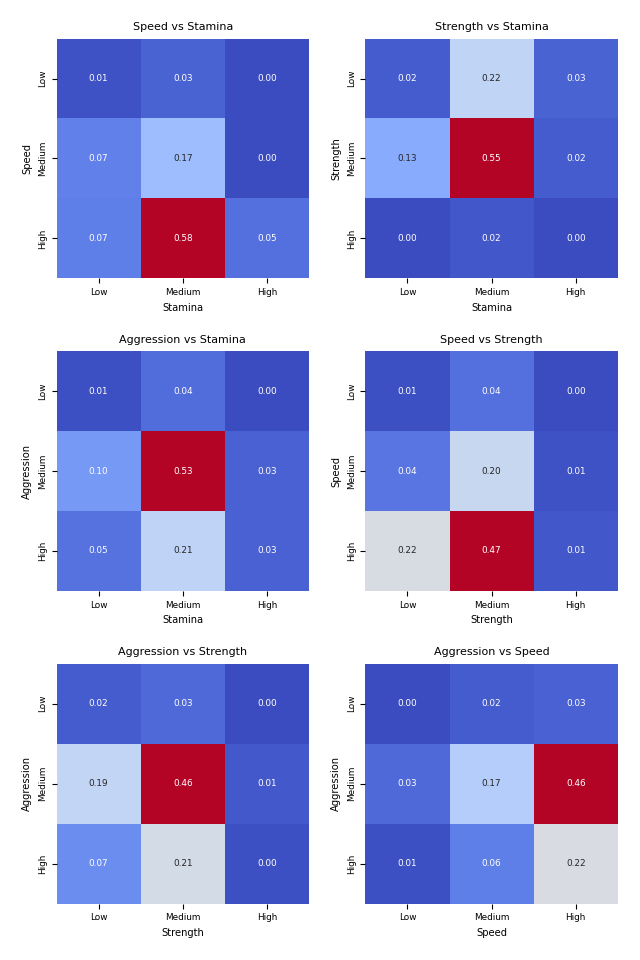 Speed vs Stamina
Speed
Low 0.01 0.03 0.00
Medium 0.07 0.17 0.00
High 0.07 0.58 0.05
Low Medium High
Stamina
Strength vs Stamina
Strength
Low 0.02 0.22 0.03
Medium 0.13 0.55 0.02
High 0.00 0.02 0.00
Low Medium High
Stamina
Aggression vs Stamina
Aggression
Low 0.01 0.04 0.00
Medium 0.10 0.53 0.03
High 0.05 0.21 0.03
Low Medium High
Stamina
Speed vs Strength
Speed
Low 0.01 0.04 0.00
Medium 0.04 0.20 0.01
High 0.22 0.47 0.01
Low Medium High
Strength
Aggression vs Strength
Aggression
Low 0.02 0.03 0.00
Medium 0.19 0.46 0.01
High 0.07 0.21 0.00
Low Medium High
Strength
Aggression vs Speed
Aggression
Low 0.00 0.02 0.03
Medium 0.03 0.17 0.46
High 0.01 0.06 0.22
Low Medium High
Speed